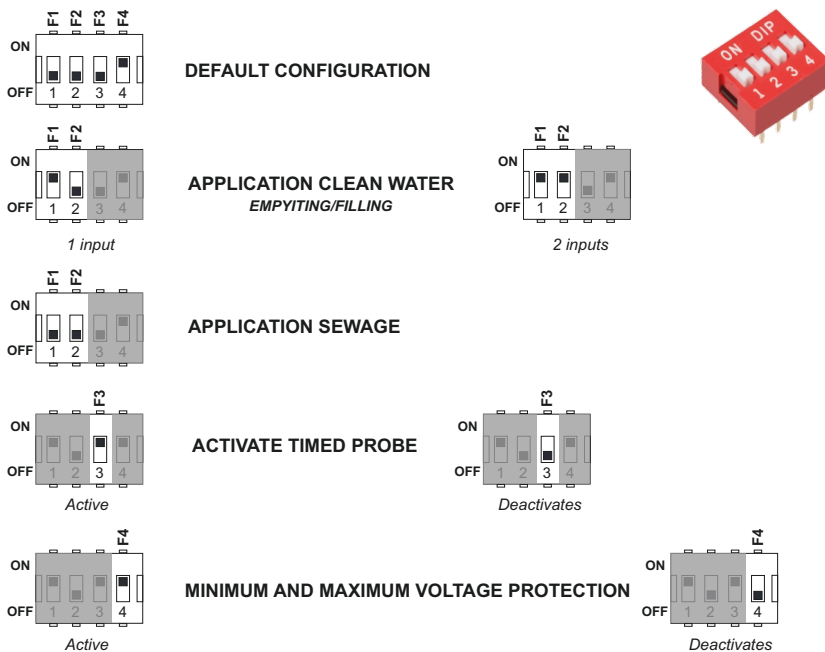 F1 F2 F3 F4
ON
OFF 1 2 3 4
DEFAULT CONFIGURATION
ON DIP
1 2 3 4
F1 F2
ON
OFF 1 2 3 4
1 input
APPLICATION CLEAN WATER
EMPYITING/FILLING
F1 F2
ON
OFF 1 2 3 4
2 inputs
F1 F2
ON
OFF 1 2 3 4
APPLICATION SEWAGE
F3
ON
OFF 1 2 3 4
Active
ACTIVATE TIMED PROBE
F3
ON
OFF 1 2 3 4
Deactivates
F4
ON
OFF 1 2 3 4
Active
MINIMUM AND MAXIMUM VOLTAGE PROTECTION
F4
ON
OFF 1 2 3 4
Deactivates